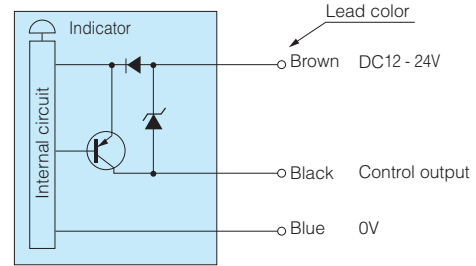 Lead color
Indicator
Brown DC12 - 24V
Internal circuit
Black Control output
Blue 0V